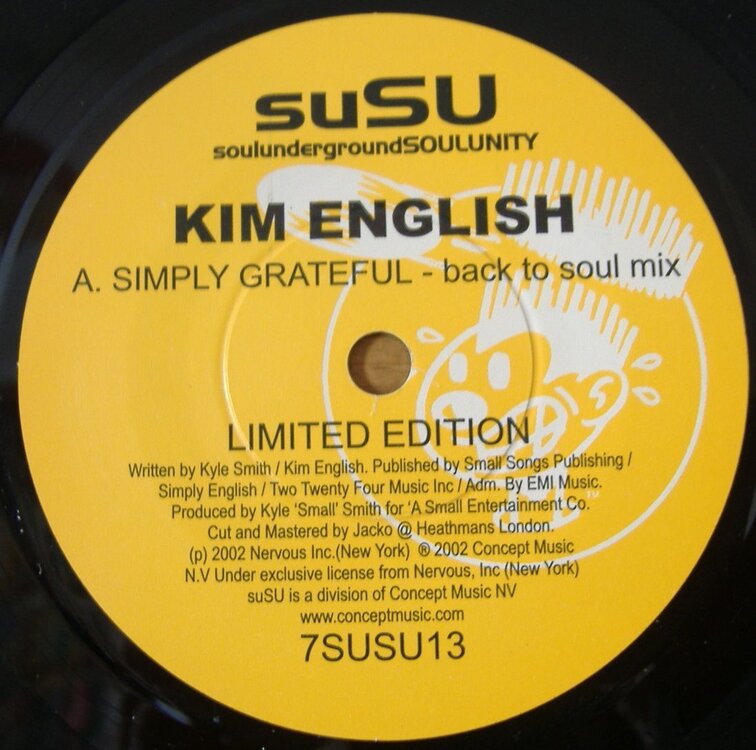 suSU
soulundergroundSOULUNITY
KIM ENGLISH
A. SIMPLY GRATEFUL - back to soul mix
LIMITED EDITION
Written by Kyle Smith / Kim English. Published by Small Songs Publishing /
Simply English / Two Twenty Four Music Inc / Adm. By EMI Music.
Produced by Kyle 'Small' Smith for 'A Small Entertainment Co.
Cut and Mastered by Jacko @ Heathmans London.
(p) 2002 Nervous Inc.(New York) ® 2002 Concept Music
N.V Under exclusive license from Nervous, Inc (New York)
suSU is a division of Concept Music NV
www.conceptmusic.com
7SUSU13
TM